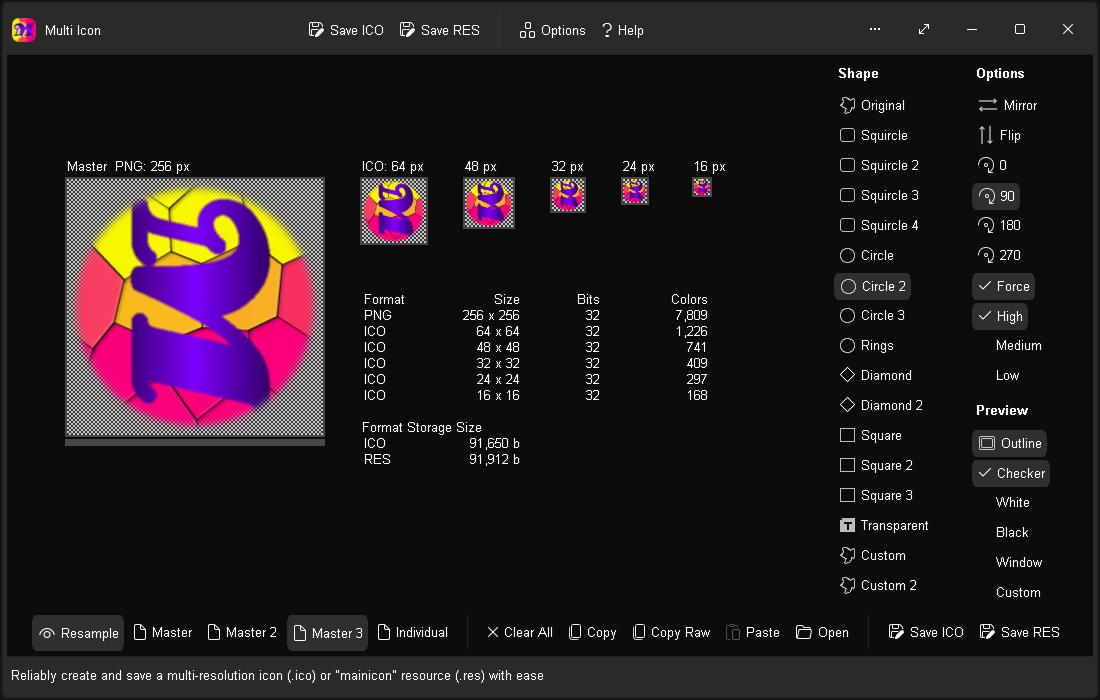 Multi Icon
Save ICO Save RES Options ? Help
Shape
Original
Squircle
Squircle 2
Squircle 3
Squircle 4
Circle
Circle 2
Circle 3
Rings
Diamond
Diamond 2
Square
Square 2
Square 3
Transparent
Custom
Custom 2
Options
Mirror
Flip
0
90
180
270
Force
High
Medium
Low
Preview
Outline
Checker
White
Black
Window
Custom
Master PNG: 256 px ICO: 64 px 48 px 32 px 24 px 16 px
Format Size Bits Colors
PNG 256 x 256 32 7,809
ICO 64 x 64 32 1,226
ICO 48 x 48 32 741
ICO 32 x 32 32 409
ICO 24 x 24 32 297
ICO 16 x 16 32 168
Format Storage Size
ICO 91,650 b
RES 91,912 b
Resample Master Master 2 Master 3 Individual Clear All Copy Copy Raw Paste Open Save ICO Save RES
Reliably create and save a multi-resolution icon (.ico) or "mainicon" resource (.res) with ease